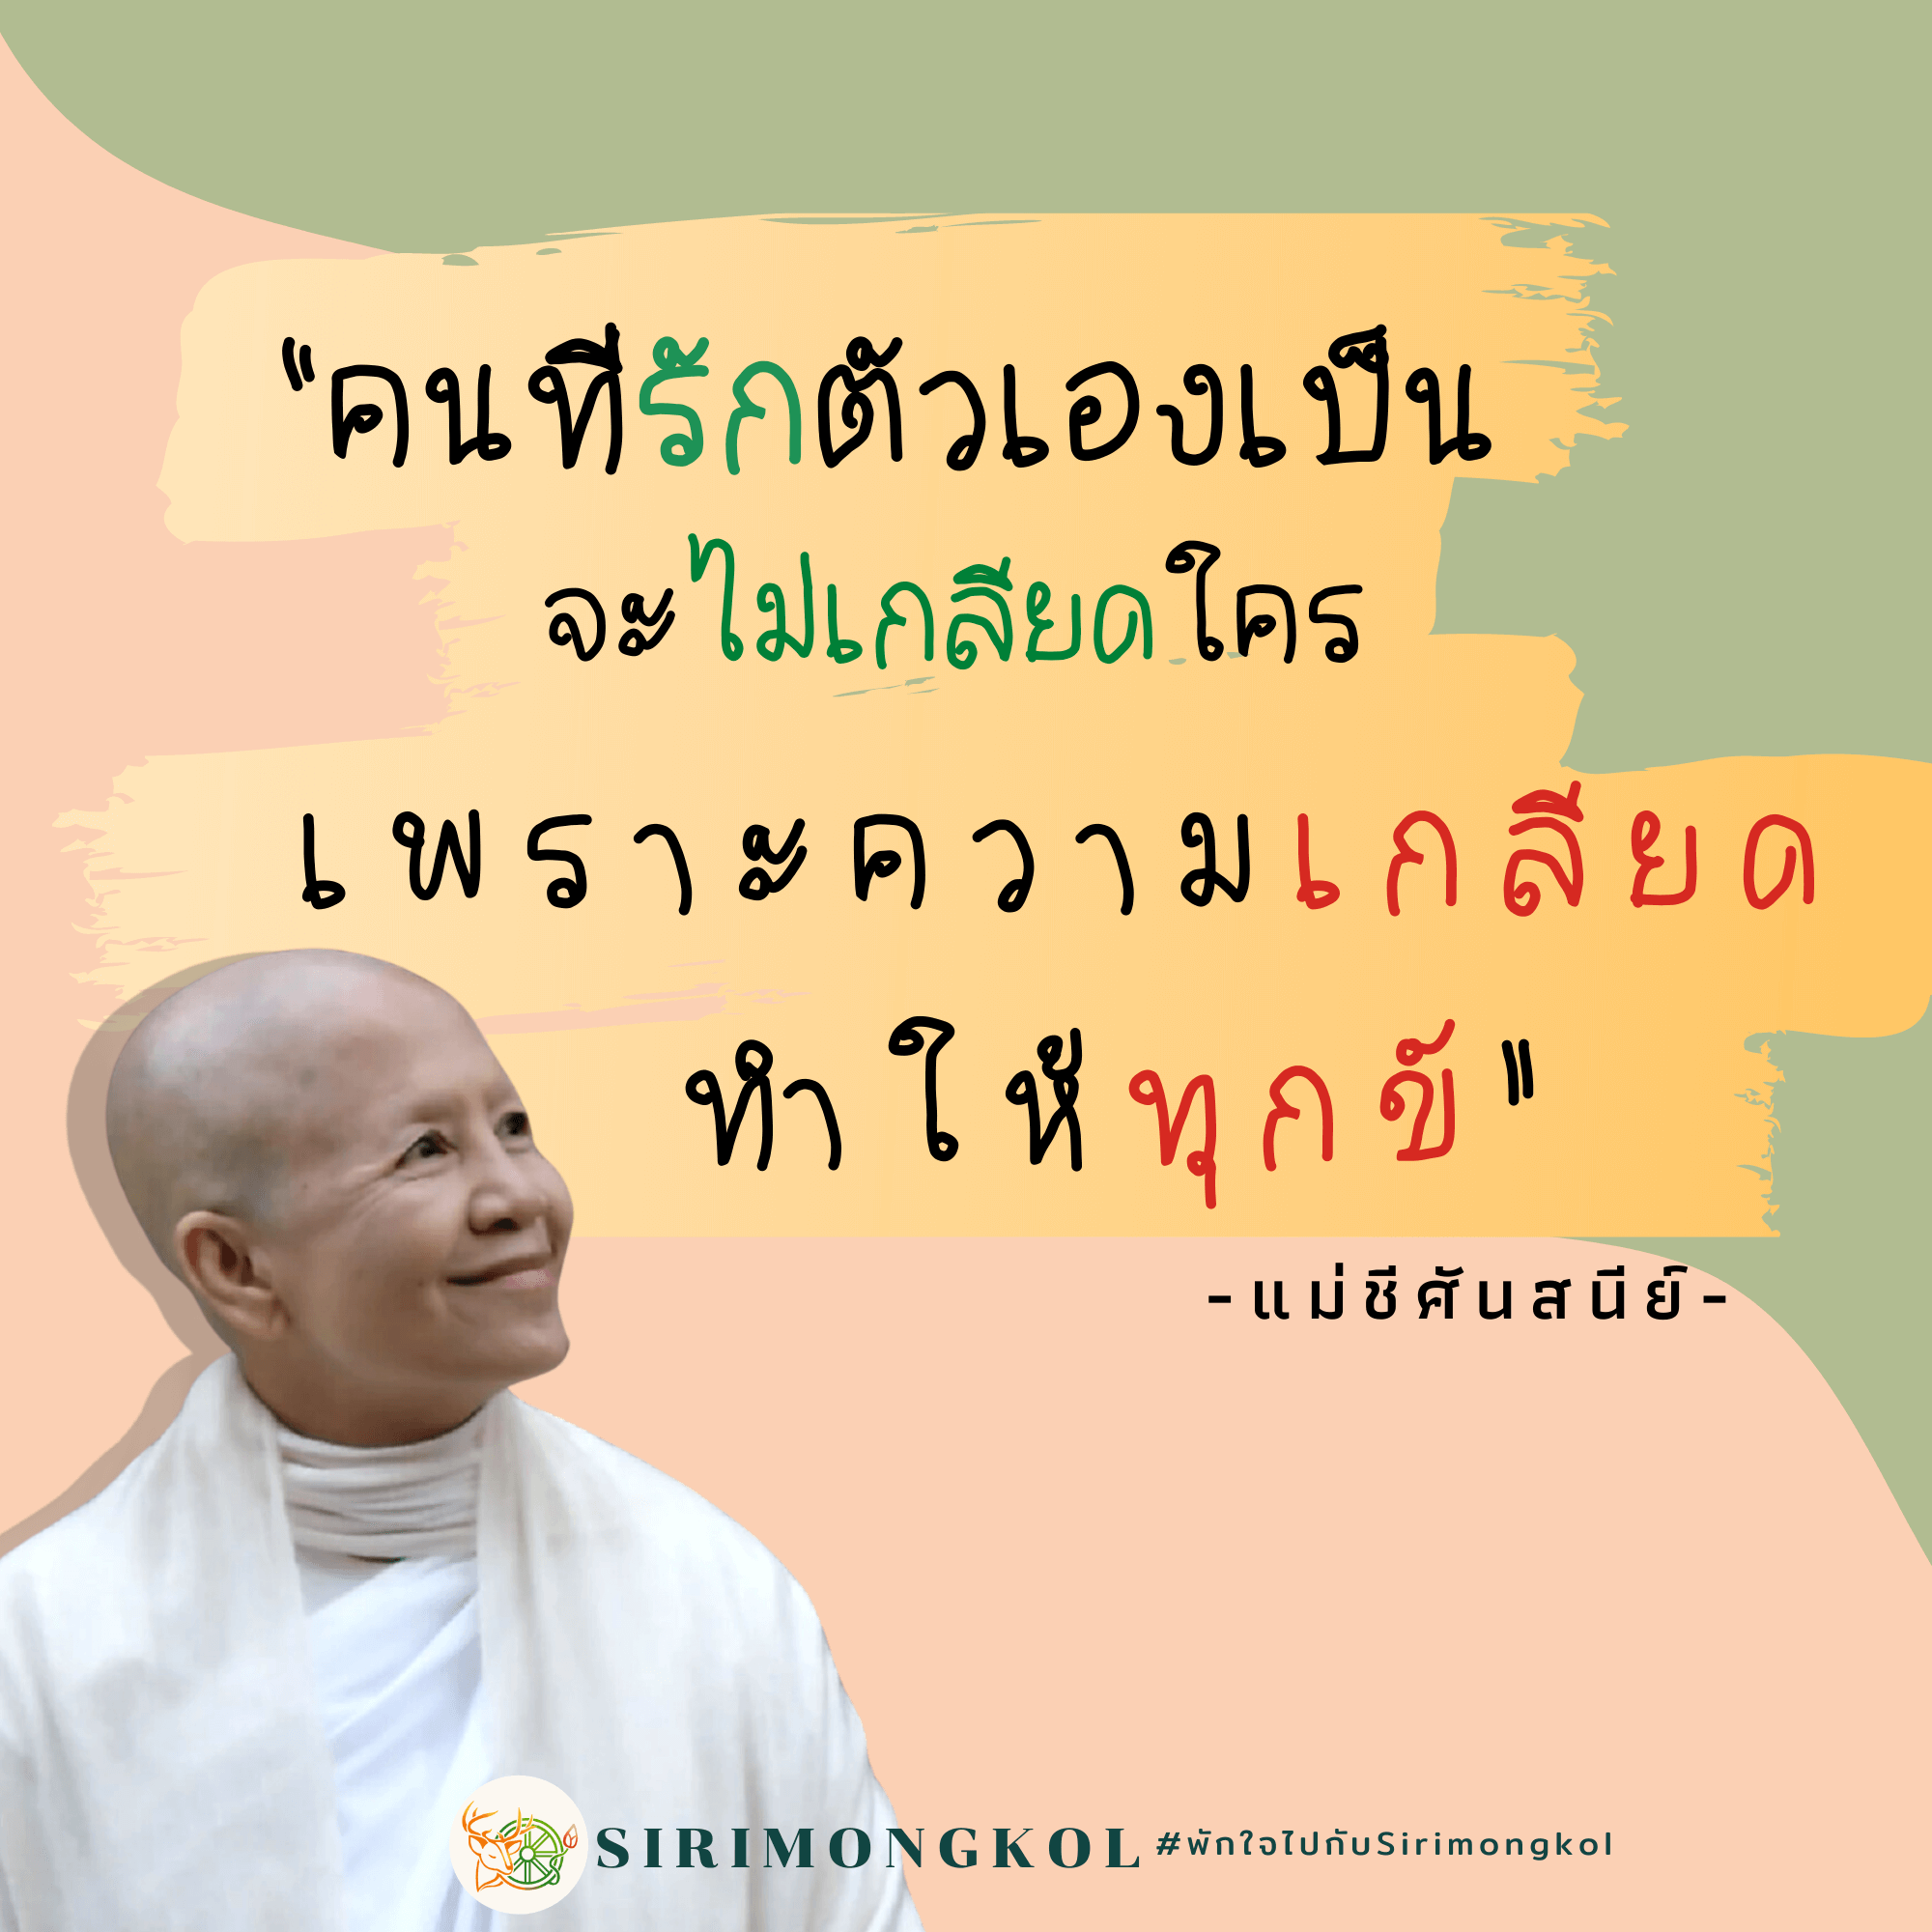 "คนที่รักตัวเองเป็น
จะไม่เกลียดใคร
เพราะความเกลียด
ทำให้ทุกข์"
-แม่ชีศันสนีย์-
SIRIMONGKOL #พักใจไปกับSirimongkol